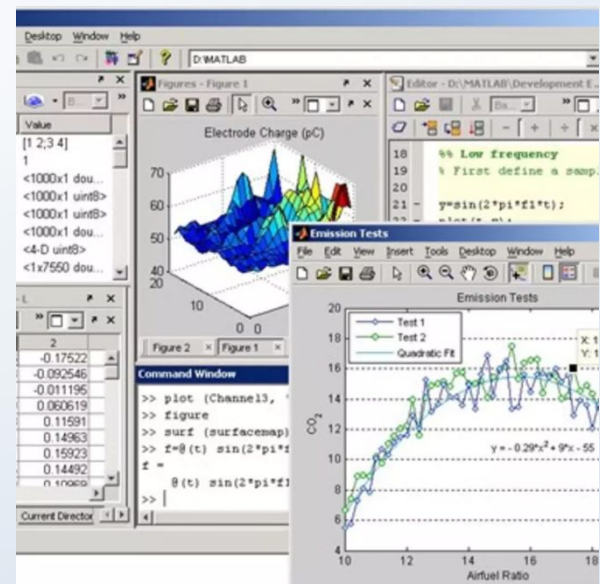 Desktop Window Help
D:\MATLAB
Value
[1 2;3 4]
1
<1000x1 dou...
<1000x1 uint8>
<1000x1 uint8>
<1000x1 dou...
<4-D uint8>
<1x7550 dou...
- L
2
-0.17522
-0.092546
-0.011195
0.060619
0.11591
0.14963
0.15923
0.14492
0.10969
Current Director
Figures - Figure 1
Electrode Charge (pC)
70
60
50
40
20
10
0 0
Figure 2 Figure 1
Command Window
>> plot (Channel3, '
>> figure
>> surf (surfacemap)
>> f=@(t) sin(2*pi*f
f =
@(t) sin(2*pi*f1
>>
Editor - D:\MATLAB\Development E...
Ba...
18 %% Low frequency
19 % First define a samp
20
21 - y=sin(2*pi*f1*t);
Emission Tests
File Edit View Insert Tools Desktop Window Help
Emission Tests
Test 1
Test 2
Quadratic Fit
X: 1
Y: 1
y = - 0.29*x² + 9*x - 55
CO₂
20
18
16
14
12
10
8
6
4
10 12 14 16 18
Airfuel Ratio